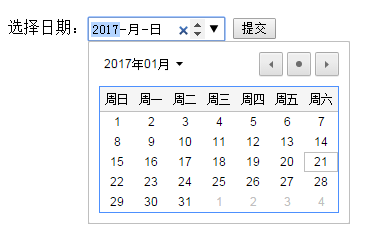 选择日期： 2017-月-日 提交
2017年01月
周日 周一 周二 周三 周四 周五 周六
1 2 3 4 5 6 7
8 9 10 11 12 13 14
15 16 17 18 19 20 21
22 23 24 25 26 27 28
29 30 31 1 2 3 4